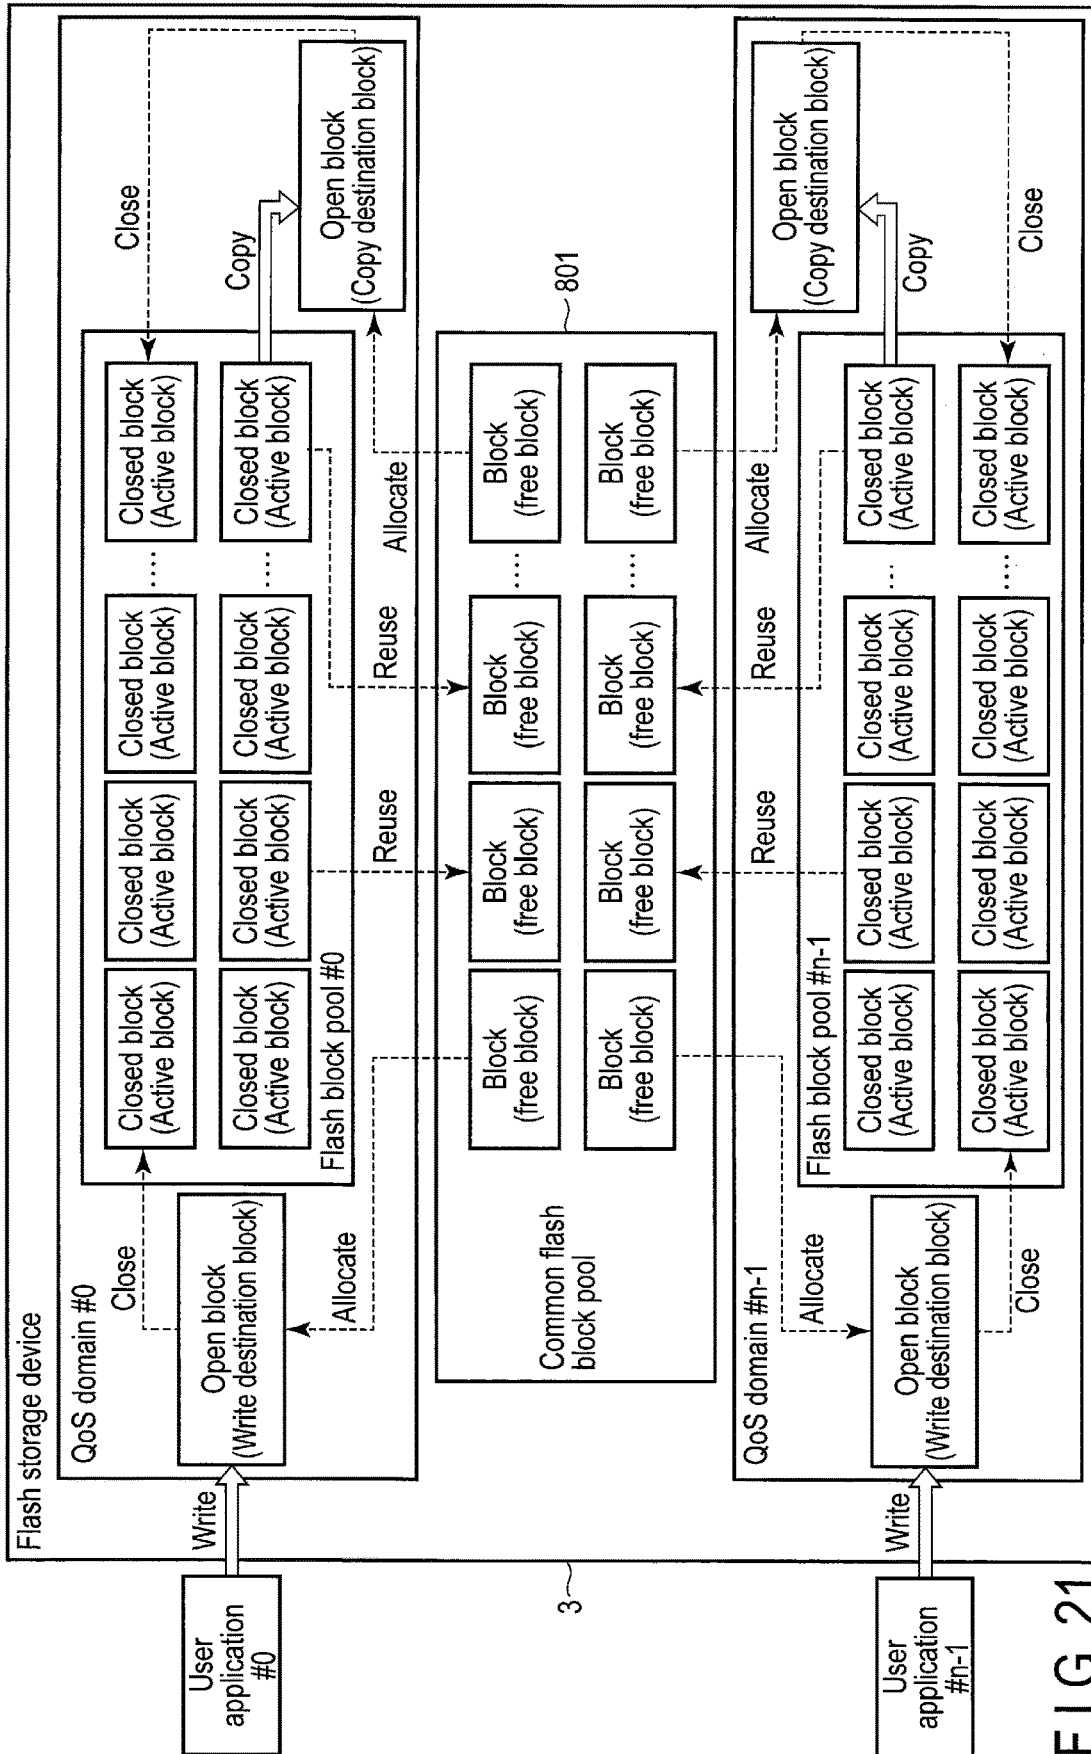 Flash storage device
QoS domain #0
User
application
#0
Write
Open block
(Write destination block)
Close
Allocate
Closed block
(Active block)
Closed block
(Active block)
Closed block
(Active block)
....
Closed block
(Active block)
Closed block
(Active block)
Closed block
(Active block)
Closed block
(Active block)
....
Closed block
(Active block)
Flash block pool #0
Close
Copy
Open block
(Copy destination block)
Reuse
Reuse
Allocate
801
Common flash
block pool
Block
(free block)
Block
(free block)
Block
(free block)
....
Block
(free block)
Block
(free block)
Block
(free block)
Block
(free block)
....
Block
(free block)
3
QoS domain #n-1
Allocate
Reuse
Reuse
Allocate
User
application
#n-1
Write
Open block
(Write destination block)
Close
Flash block pool #n-1
Closed block
(Active block)
Closed block
(Active block)
Closed block
(Active block)
...
Closed block
(Active block)
Closed block
(Active block)
Closed block
(Active block)
Closed block
(Active block)
....
Closed block
(Active block)
Copy
Open block
(Copy destination block)
Close
FIG 21